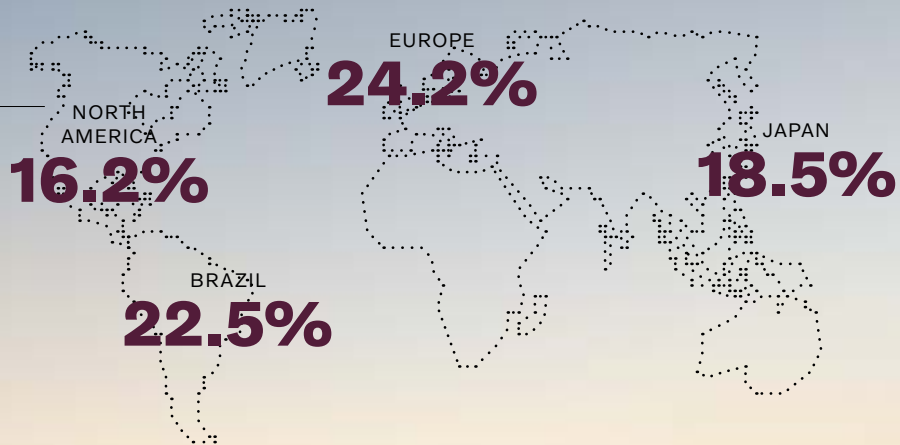 EUROPE
24.2%
NORTH
AMERICA
16.2%
JAPAN
18.5%
BRAZIL
22.5%